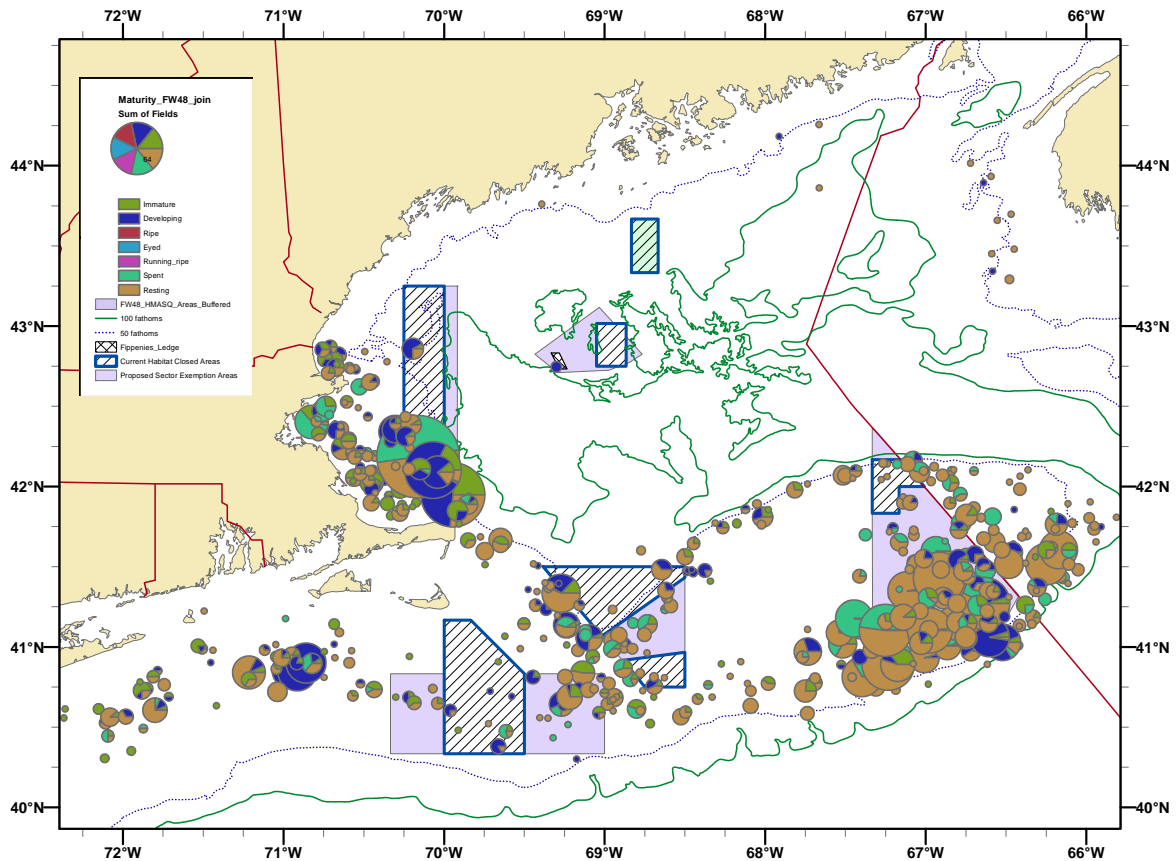 72°W 71°W 70°W 69°W 68°W 67°W 66°W
Maturity_FW48_join
Sum of Fields
64
Immature
Developing
Ripe
Eyed
Running_ripe
Spent
Resting
FW48_HMASQ_Areas_Buffered
100 fathoms
50 fathoms
Fippenies_Ledge
Current Habitat Closed Areas
Proposed Sector Exemption Areas
44°N 44°N
43°N 43°N
42°N 42°N
41°N 41°N
40°N 40°N
72°W 71°W 70°W 69°W 68°W 67°W 66°W